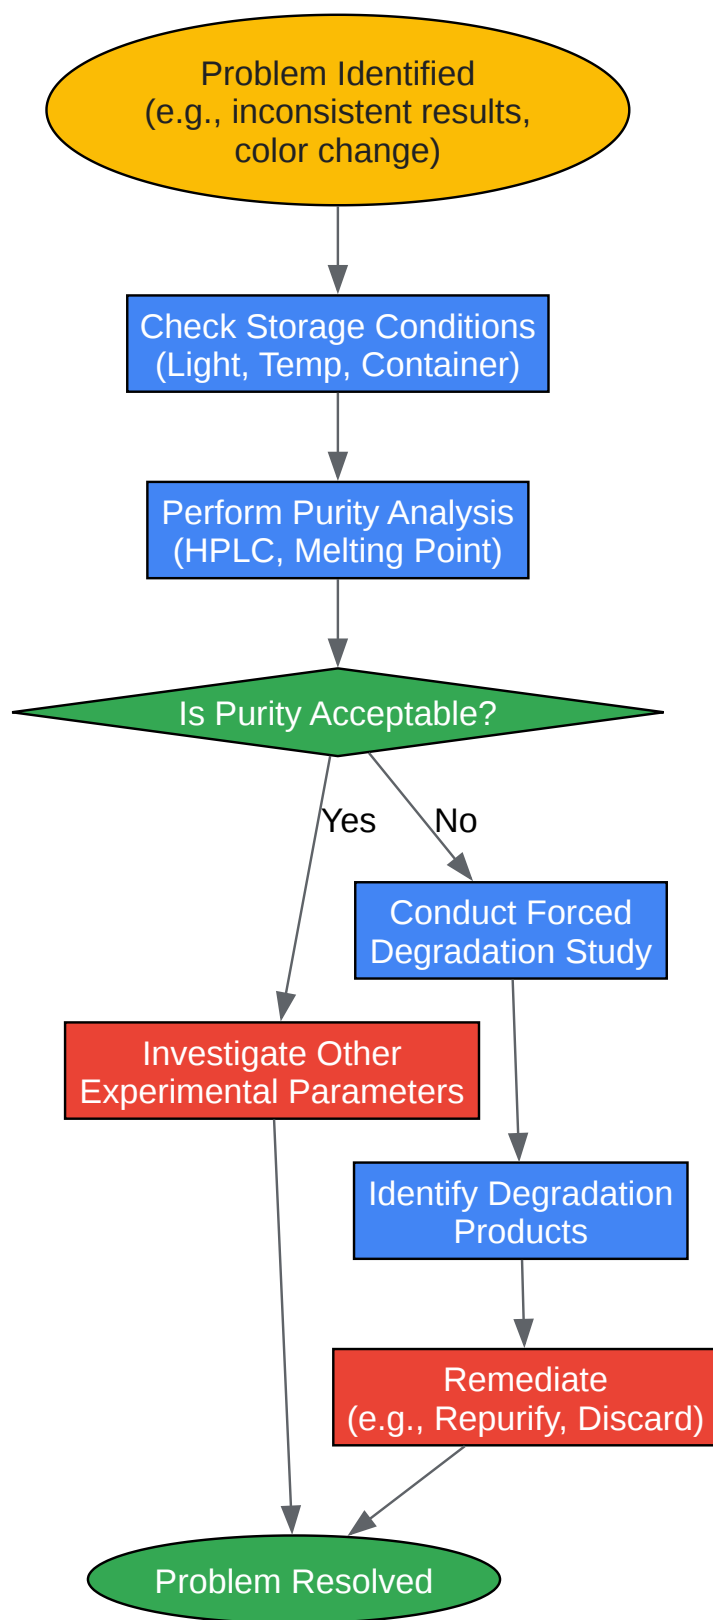 Problem Identified
(e.g., inconsistent results,
color change)
Check Storage Conditions
(Light, Temp, Container)
Perform Purity Analysis
(HPLC, Melting Point)
Is Purity Acceptable?
Yes
No
Conduct Forced
Degradation Study
Investigate Other
Experimental Parameters
Identify Degradation
Products
Remediate
(e.g., Repurify, Discard)
Problem Resolved